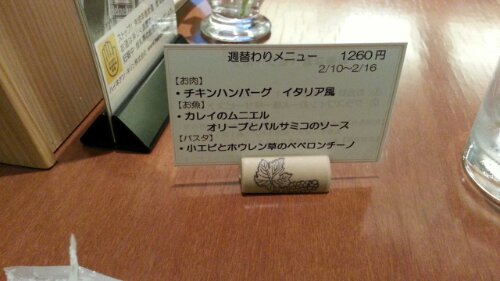 週替わりメニュー 1260円
2/10～2/16
【お肉】
・チキンハンバーグ イタリア風
【お魚】
・カレイのムニエル
オリーブとバルサミコのソース
【パスタ】
・小エビとホウレン草のペペロンチーノ